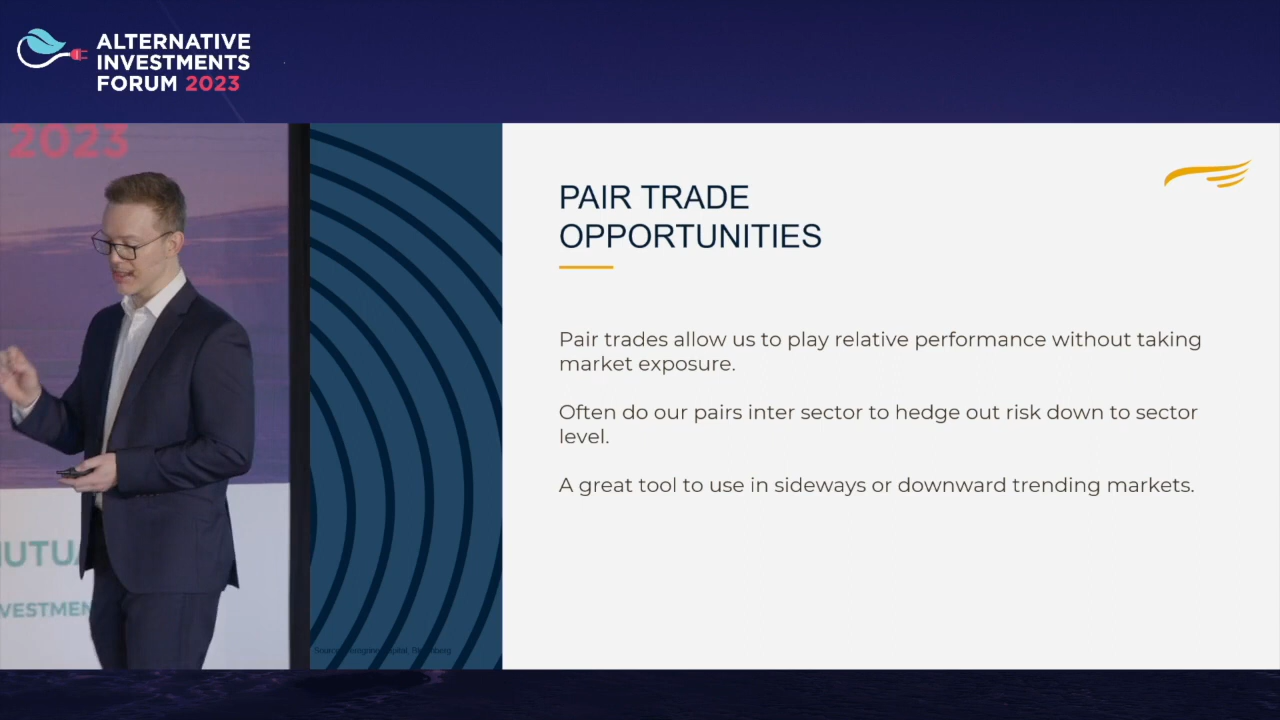 ALTERNATIVE
INVESTMENTS
FORUM 2023
2023
PAIR TRADE
OPPORTUNITIES
Pair trades allow us to play relative performance without taking
market exposure.
Often do our pairs inter sector to hedge out risk down to sector
level.
A great tool to use in sideways or downward trending markets.